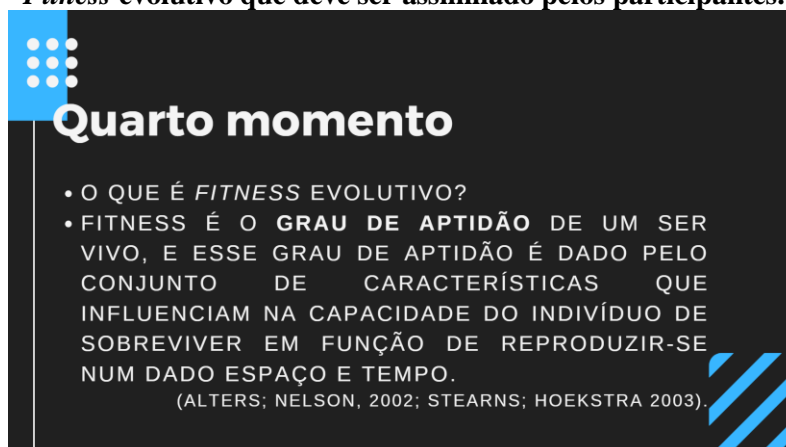 Fitness evolutivo que deve ser assimilado pelos participantes.
Quarto momento
• O QUE É FITNESS EVOLUTIVO?
• FITNESS É O GRAU DE APTIDÃO DE UM SER
VIVO, E ESSE GRAU DE APTIDÃO É DADO PELO
CONJUNTO DE CARACTERÍSTICAS QUE
INFLUENCIAM NA CAPACIDADE DO INDIVÍDUO DE
SOBREVIVER EM FUNÇÃO DE REPRODUZIR-SE
NUM DADO ESPAÇO E TEMPO.
(ALTERS; NELSON, 2002; STEARNS; HOEKSTRA 2003).